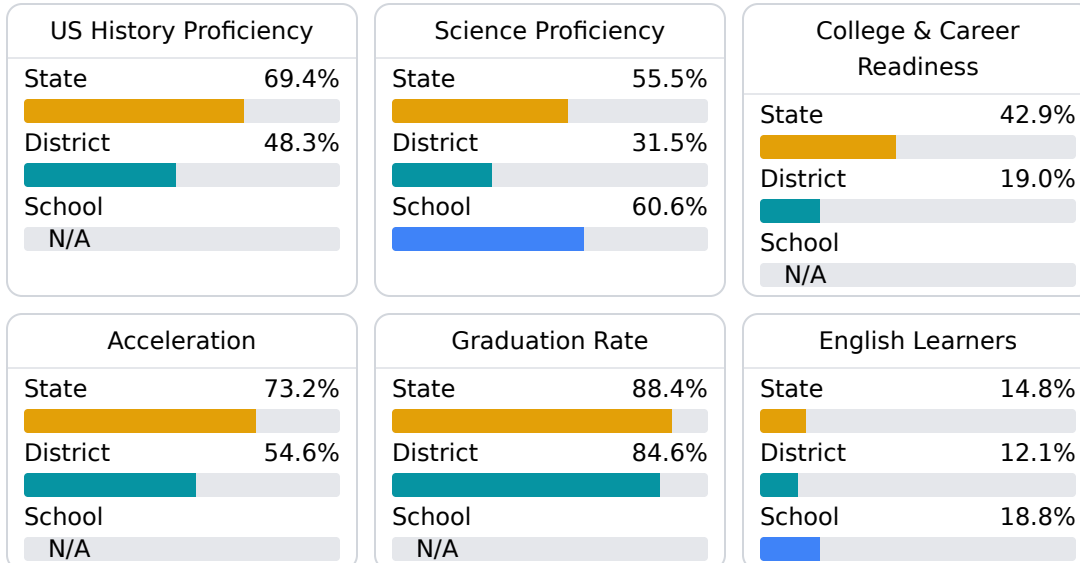 US History Proficiency
State 69.4%
District 48.3%
School
N/A
Science Proficiency
State 55.5%
District 31.5%
School 60.6%
College & Career
Readiness
State 42.9%
District 19.0%
School
N/A
Acceleration
State 73.2%
District 54.6%
School
N/A
Graduation Rate
State 88.4%
District 84.6%
School
N/A
English Learners
State 14.8%
District 12.1%
School 18.8%